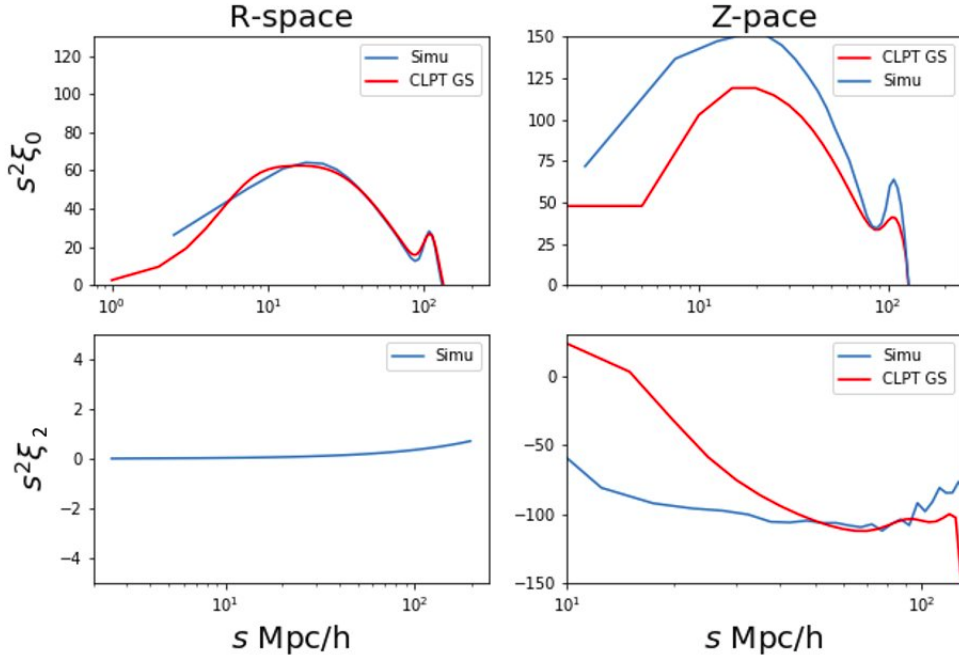 R-space
Z-pace
s²ξ₀
120
100
80
60
40
20
0
10⁰
10¹
10²
Simu
CLPT GS
150
125
100
75
50
25
0
10¹
10²
CLPT GS
Simu
s²ξ₂
4
2
0
−2
−4
10¹
10²
Simu
s Mpc/h
0
−50
−100
−150
10¹
10²
Simu
CLPT GS
s Mpc/h